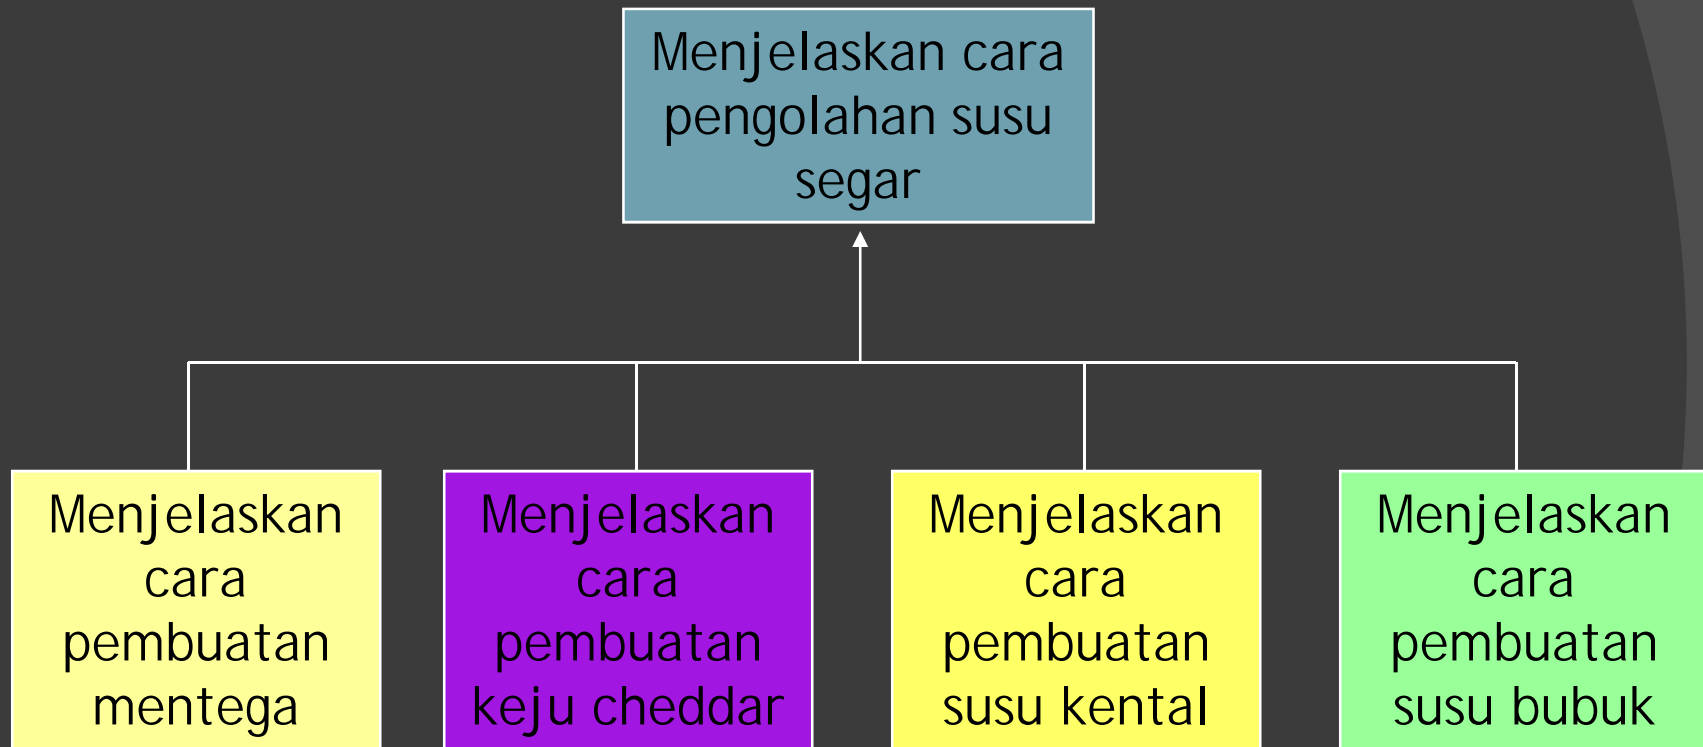 Menjelaskan cara
pengolahan susu
segar
Menjelaskan
cara
pembuatan
mentega
Menjelaskan
cara
pembuatan
keju cheddar
Menjelaskan
cara
pembuatan
susu kental
Menjelaskan
cara
pembuatan
susu bubuk